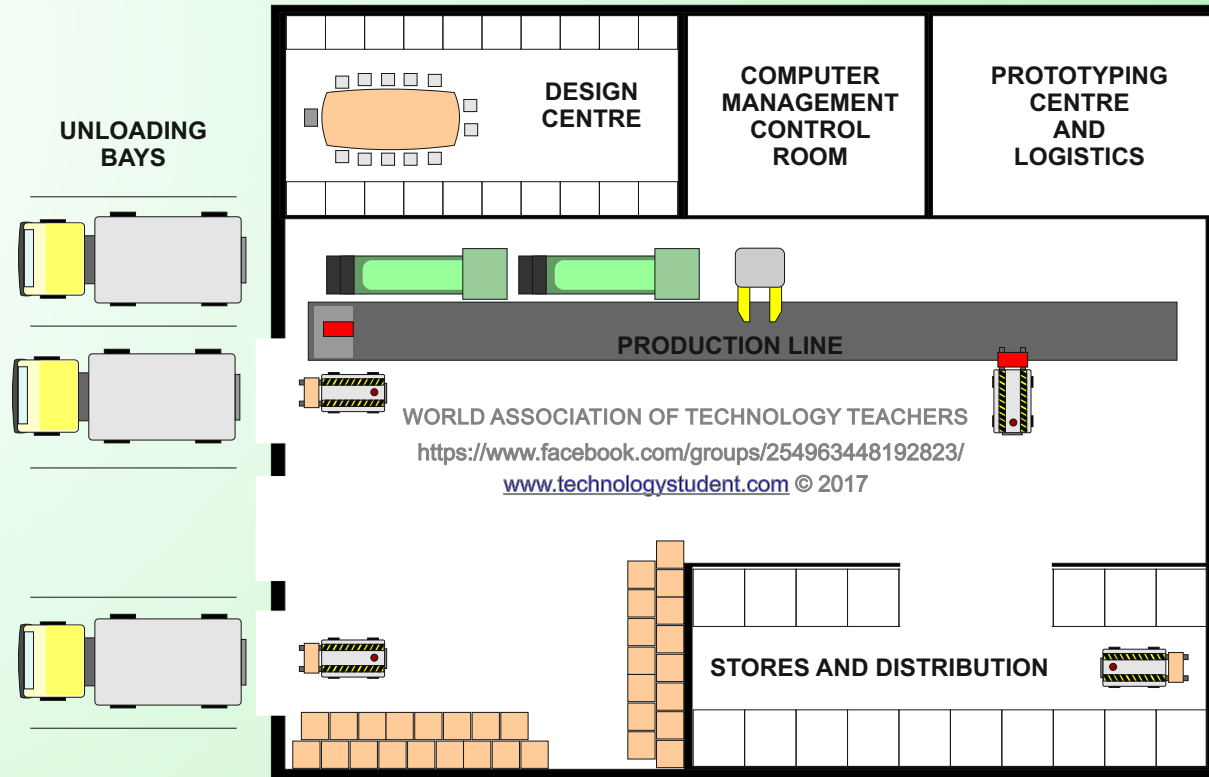 UNLOADING
BAYS
DESIGN
CENTRE
COMPUTER
MANAGEMENT
CONTROL
ROOM
PROTOTYPING
CENTRE
AND
LOGISTICS
PRODUCTION LINE
WORLD ASSOCIATION OF TECHNOLOGY TEACHERS
https://www.facebook.com/groups/254963448192823/
www.technologystudent.com © 2017
STORES AND DISTRIBUTION